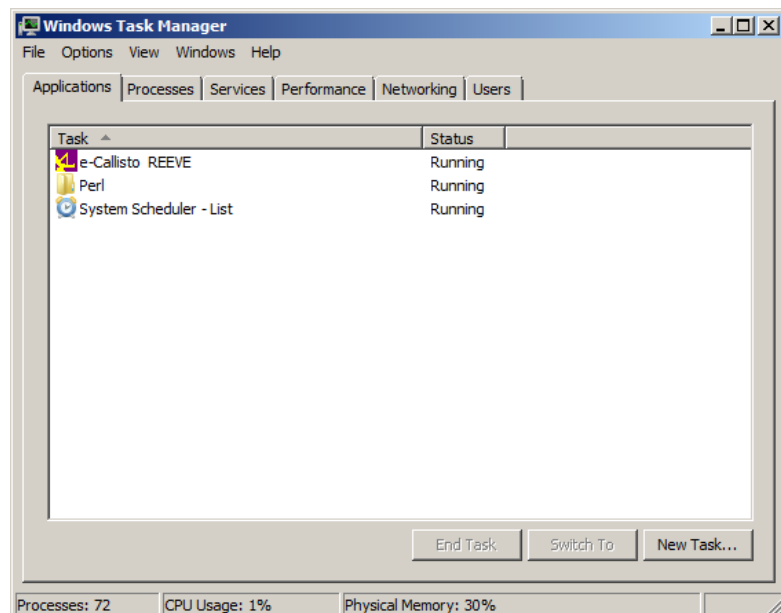 Windows Task Manager
File Options View Windows Help
Applications Processes Services Performance Networking Users
Task Status
e-Callisto REEVE Running
Perl Running
System Scheduler - List Running
End Task Switch To New Task...
Processes: 72 CPU Usage: 1% Physical Memory: 30%